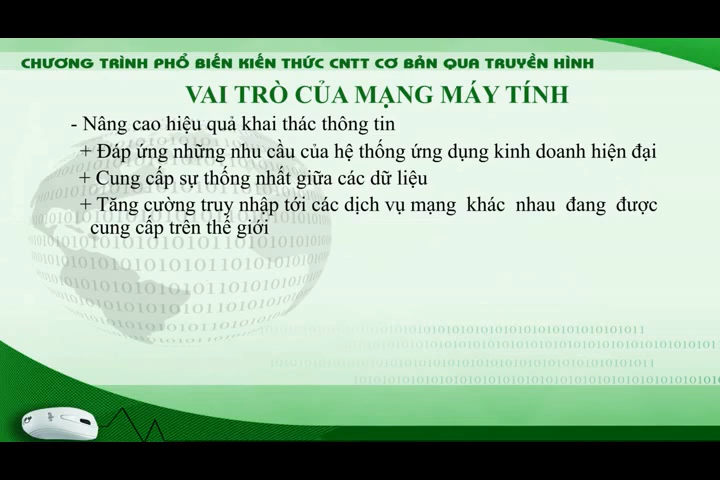 CHƯƠNG TRÌNH PHỔ BIẾN KIẾN THỨC CNTT CƠ BẢN QUA TRUYỀN HÌNH
VAI TRÒ CỦA MẠNG MÁY TÍNH
- Nâng cao hiệu quả khai thác thông tin
+ Đáp ứng những nhu cầu của hệ thống ứng dụng kinh doanh hiện đại
+ Cung cấp sự thống nhất giữa các dữ liệu
+ Tăng cường truy nhập tới các dịch vụ mạng khác nhau đang được
cung cấp trên thế giới